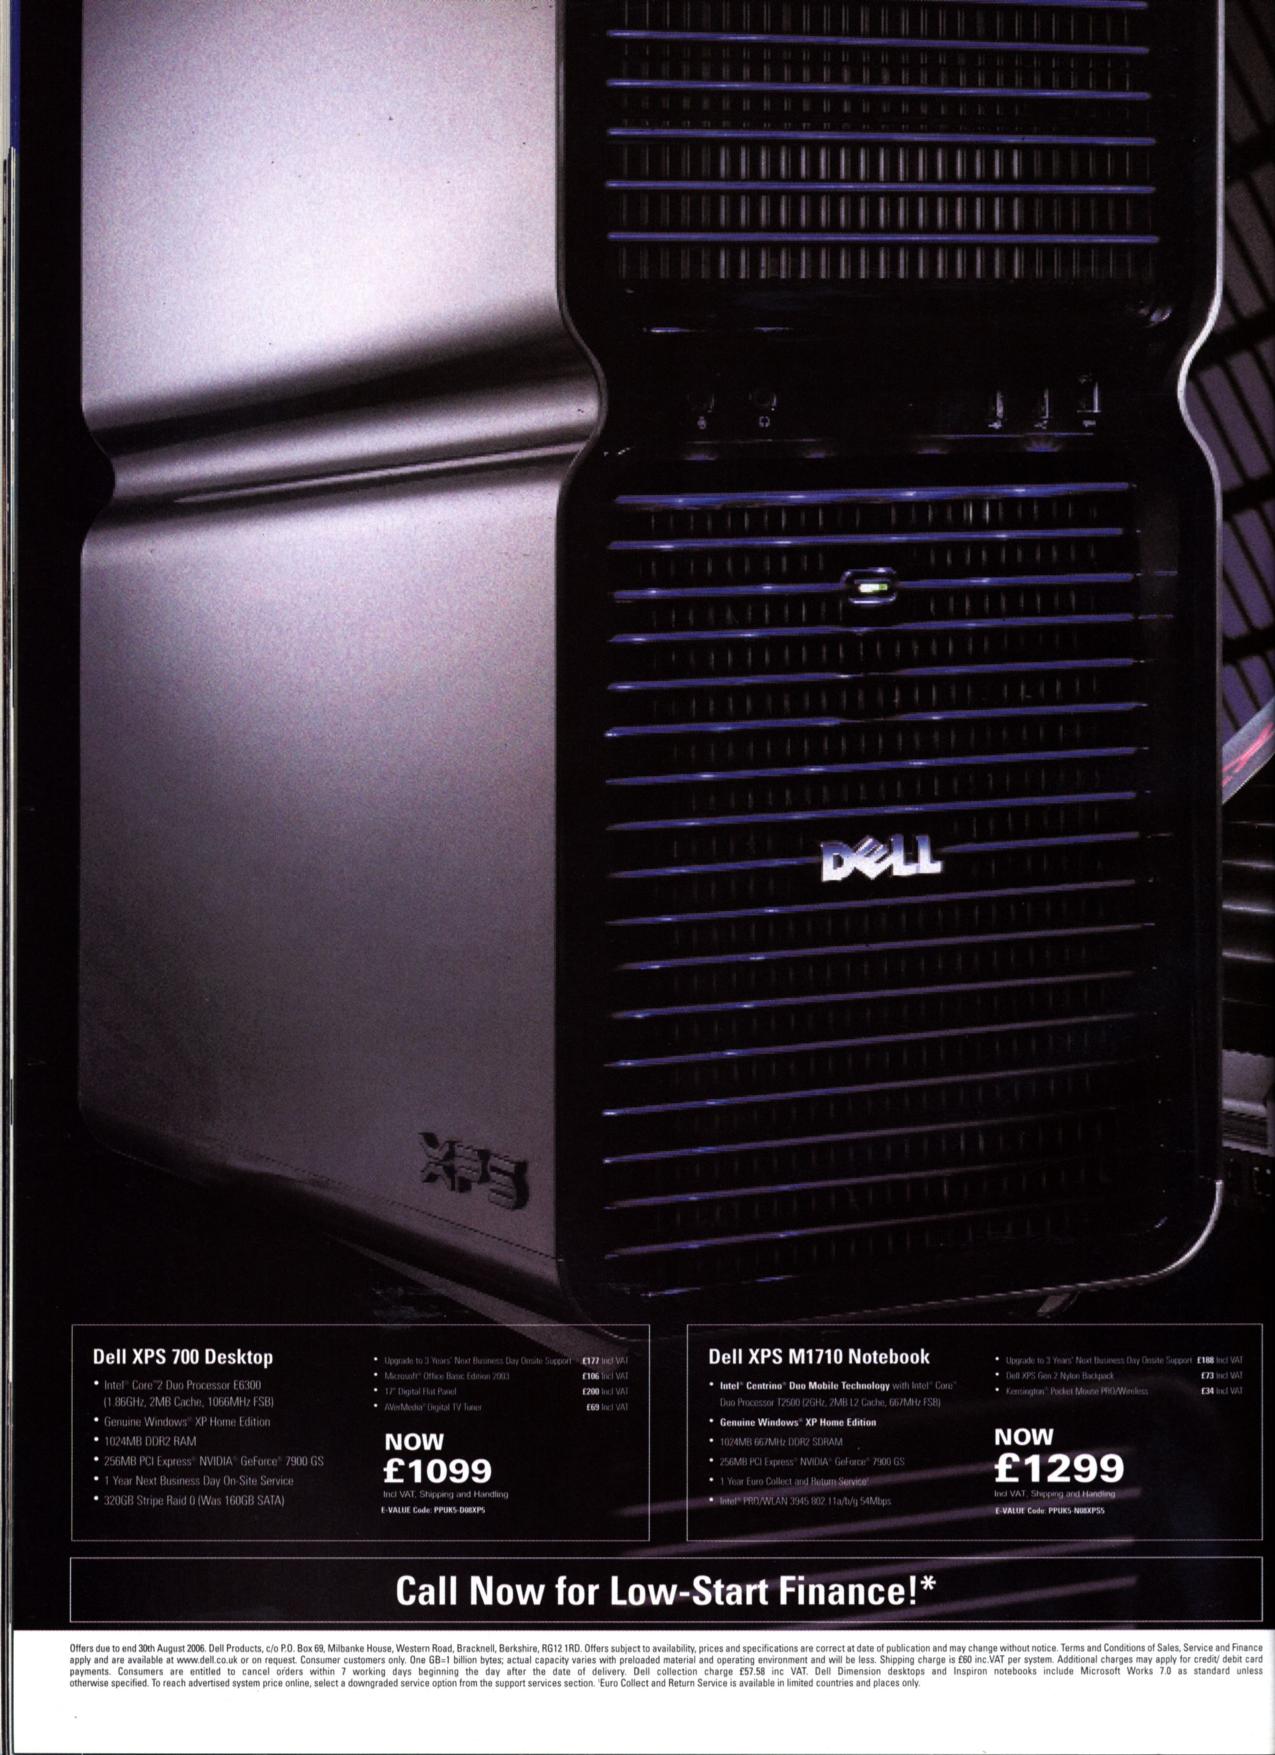 DELL
XPS
Dell XPS 700 Desktop
• Intel® Core™2 Duo Processor E6300
(1.86GHz, 2MB Cache, 1066MHz FSB)
• Genuine Windows® XP Home Edition
• 1024MB DDR2 RAM
• 256MB PCI Express® NVIDIA® GeForce® 7900 GS
• 1 Year Next Business Day On-Site Service
• 320GB Stripe Raid 0 (Was 160GB SATA)
• Upgrade to 3 Years' Next Business Day Onsite Support £177 Incl VAT
• Microsoft® Office Basic Edition 2003 £106 Incl VAT
• 17" Digital Flat Panel £200 Incl VAT
• AVerMedia® Digital TV Tuner £69 Incl VAT
NOW
£1099
Incl VAT, Shipping and Handling
E-VALUE Code: PPUK5-D08XPS
Dell XPS M1710 Notebook
• Intel® Centrino® Duo Mobile Technology with Intel® Core™
Duo Processor T2500 (2GHz, 2MB L2 Cache, 667MHz FSB)
• Genuine Windows® XP Home Edition
• 1024MB 667MHz DDR2 SDRAM
• 256MB PCI Express® NVIDIA® GeForce® 7900 GS
• 1 Year Euro Collect and Return Service¹
• Intel® PRO/WLAN 3945 802.11a/b/g 54Mbps
• Upgrade to 3 Years' Next Business Day Onsite Support £188 Incl VAT
• Dell XPS Gen 2 Nylon Backpack £73 Incl VAT
• Kensington® Pocket Mouse PRO/Wireless £34 Incl VAT
NOW
£1299
Incl VAT, Shipping and Handling
E-VALUE Code: PPUK5-N08XPS5
Call Now for Low-Start Finance!*
Offers due to end 30th August 2006. Dell Products, c/o P.O. Box 69, Milbanke House, Western Road, Bracknell, Berkshire, RG12 1RD. Offers subject to availability, prices and specifications are correct at date of publication and may change without notice. Terms and Conditions of Sales, Service and Finance
apply and are available at www.dell.co.uk or on request. Consumer customers only. One GB=1 billion bytes; actual capacity varies with preloaded material and operating environment and will be less. Shipping charge is £60 inc.VAT per system. Additional charges may apply for credit/ debit card
payments. Consumers are entitled to cancel orders within 7 working days beginning the day after the date of delivery. Dell collection charge £57.58 inc VAT. Dell Dimension desktops and Inspiron notebooks include Microsoft Works 7.0 as standard unless
otherwise specified. To reach advertised system price online, select a downgraded service option from the support services section. ¹Euro Collect and Return Service is available in limited countries and places only.